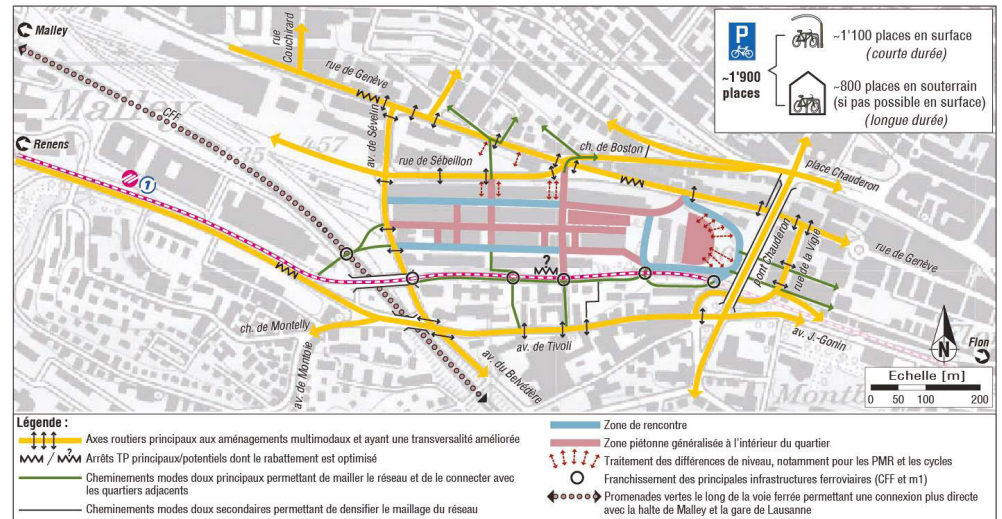 Malley
rue
Couchirard
rue de Genève
Malley
CFF
457
35
Renens
1
av. de Sévelin
rue de Sébeillon
ch. de Boston
place Chauderon
rue de Genève
pont Chauderon
rue de la Vigie
?
ch. de Montelly
av. de Montoie
av. du Belvédère
av. de Tivoli
av. J.-Gonin
Flon
N
Echelle [m]
0 50 100 200
P
~1'900
places
~1'100 places en surface
(courte durée)
~800 places en souterrain
(si pas possible en surface)
(longue durée)
Légende :
Axes routiers principaux aux aménagements multimodaux et ayant une transversalité améliorée
/ ? Arrêts TP principaux/potentiels dont le rabattement est optimisé
Cheminements modes doux principaux permettant de mailler le réseau et de le connecter avec
les quartiers adjacents
Cheminements modes doux secondaires permettant de densifier le maillage du réseau
Zone de rencontre
Zone piétonne généralisée à l'intérieur du quartier
Traitement des différences de niveau, notamment pour les PMR et les cycles
Franchissement des principales infrastructures ferroviaires (CFF et m1)
Promenades vertes le long de la voie ferrée permettant une connexion plus directe
avec la halte de Malley et la gare de Lausanne